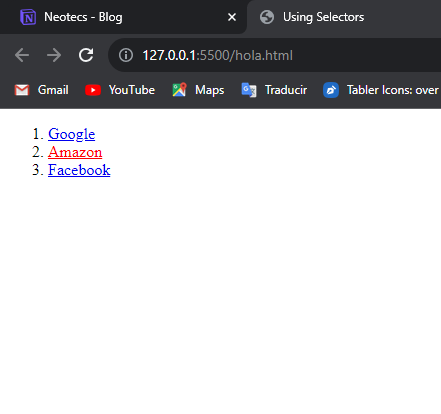 Neotecs - Blog Using Selectors
127.0.0.1:5500/hola.html
Gmail YouTube Maps Traducir Tabler Icons: over
1. Google
2. Amazon
3. Facebook